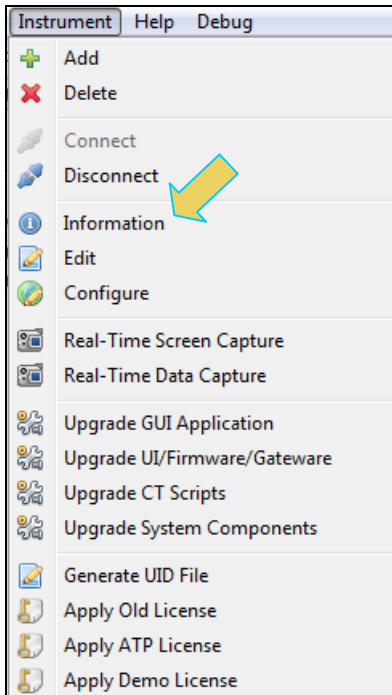 Instrument Help Debug
Add
Delete
Connect
Disconnect
Information
Edit
Configure
Real-Time Screen Capture
Real-Time Data Capture
Upgrade GUI Application
Upgrade UI/Firmware/Gateware
Upgrade CT Scripts
Upgrade System Components
Generate UID File
Apply Old License
Apply ATP License
Apply Demo License